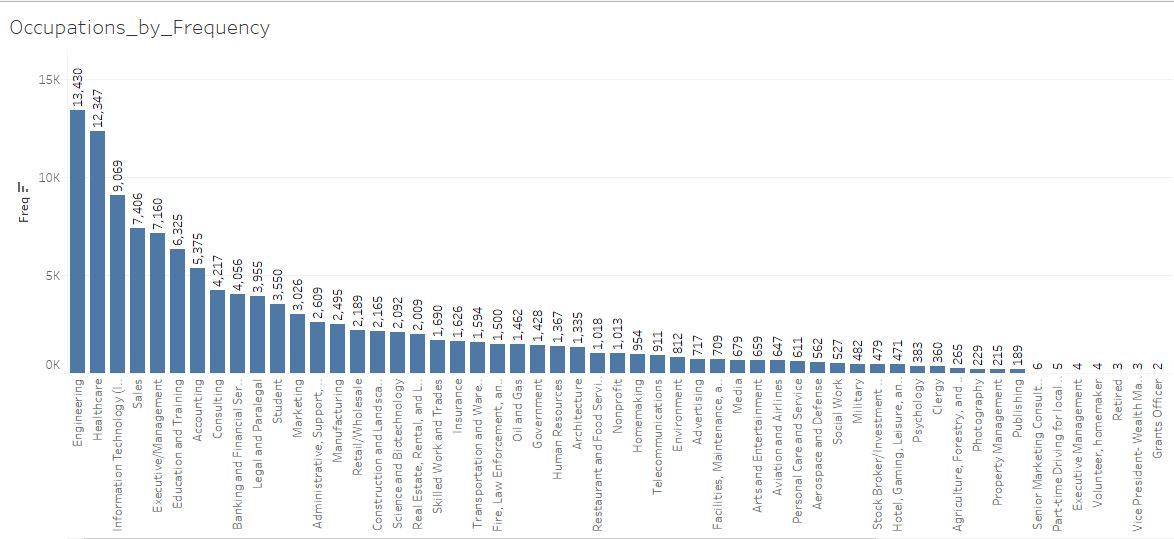 Occupations_by_Frequency
Freq
15K
10K
5K
0K
13,430
12,347
9,069
7,406
7,160
6,325
5,375
4,217
4,056
3,955
3,550
3,026
2,609
2,495
2,189
2,165
2,092
2,009
1,690
1,626
1,594
1,500
1,462
1,428
1,367
1,335
1,018
1,013
954
911
812
717
709
679
659
647
611
562
527
482
479
471
383
360
265
229
215
189
6
5
4
4
3
3
2
Engineering
Healthcare
Information Technology (I..
Sales
Executive/Management
Education and Training
Accounting
Consulting
Banking and Financial Ser..
Legal and Paralegal
Student
Marketing
Administrative, Support, ..
Manufacturing
Retail/Wholesale
Construction and Landsca..
Science and Biotechnology
Real Estate, Rental, and L..
Skilled Work and Trades
Insurance
Transportation and Ware..
Fire, Law Enforcement, an..
Oil and Gas
Government
Human Resources
Architecture
Restaurant and Food Servi..
Nonprofit
Homemaking
Telecommunications
Environment
Advertising
Facilities, Maintenance, a..
Media
Arts and Entertainment
Aviation and Airlines
Personal Care and Service
Aerospace and Defense
Social Work
Military
Stock Broker/ Investment ..
Hotel, Gaming, Leisure, an..
Psychology
Clergy
Agriculture, Forestry, and ..
Photography
Property Management
Publishing
Senior Marketing Consult..
Part-time Driving for local ..
Executive Management
Volunteer, homemaker
Retired
Vice President- Wealth Ma..
Grants Officer